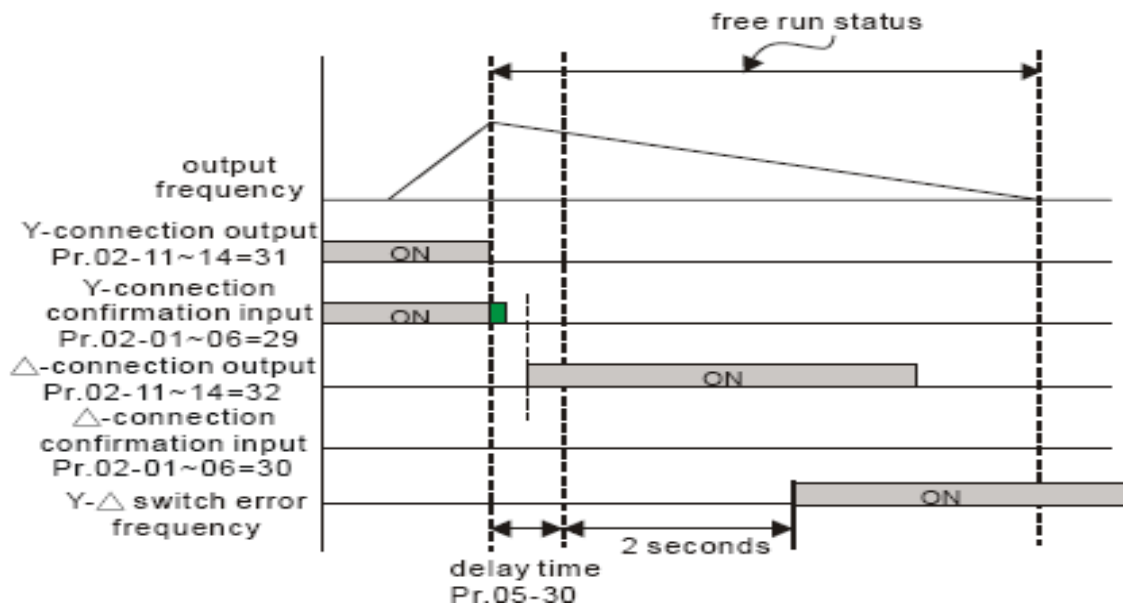 free run status
output
frequency
Y-connection output
Pr.02-11~14=31
ON
Y-connection
confirmation input
Pr.02-01~06=29
ON
△-connection output
Pr.02-11~14=32
ON
△-connection
confirmation input
Pr.02-01~06=30
Y-△ switch error
frequency
ON
2 seconds
delay time
Pr.05-30